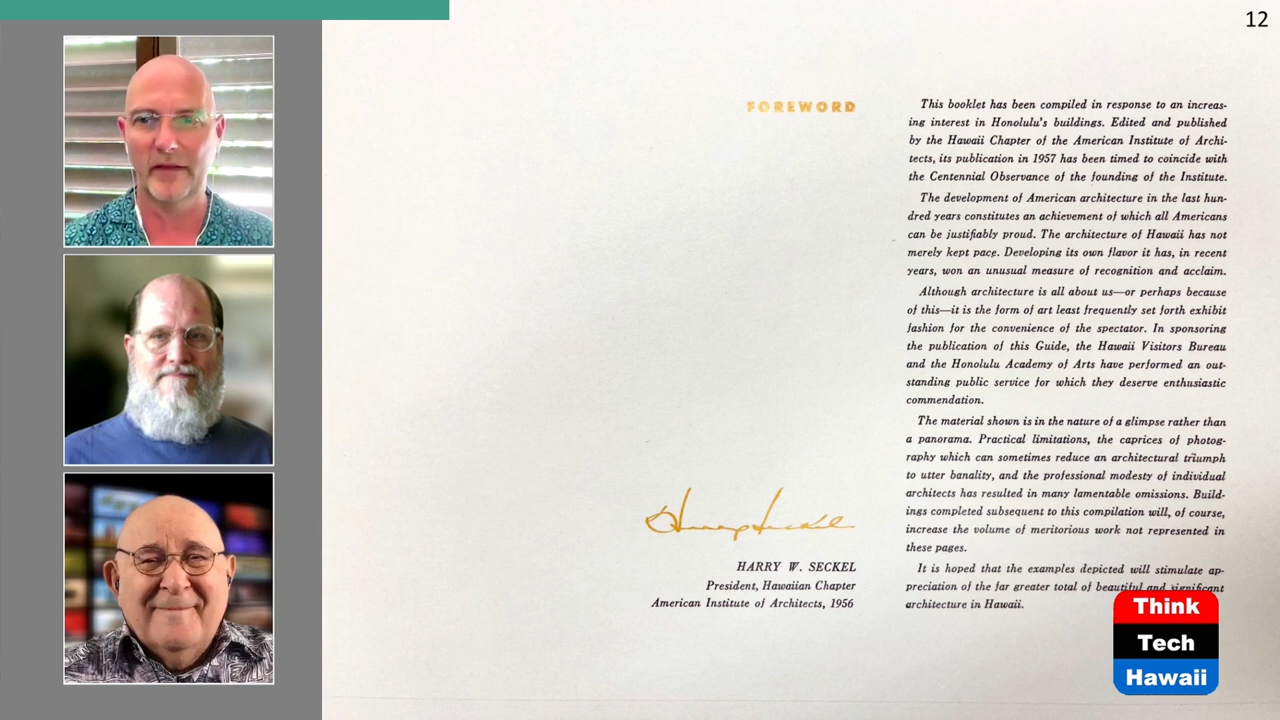 12
FOREWORD
This booklet has been compiled in response to an increas-
ing interest in Honolulu's buildings. Edited and published
by the Hawaii Chapter of the American Institute of Archi-
tects, its publication in 1957 has been timed to coincide with
the Centennial Observance of the founding of the Institute.
The development of American architecture in the last hun-
dred years constitutes an achievement of which all Americans
can be justifiably proud. The architecture of Hawaii has not
merely kept pace. Developing its own flavor it has, in recent
years, won an unusual measure of recognition and acclaim.
Although architecture is all about us—or perhaps because
of this—it is the form of art least frequently set forth exhibit
fashion for the convenience of the spectator. In sponsoring
the publication of this Guide, the Hawaii Visitors Bureau
and the Honolulu Academy of Arts have performed an out-
standing public service for which they deserve enthusiastic
commendation.
The material shown is in the nature of a glimpse rather than
a panorama. Practical limitations, the caprices of photog-
raphy which can sometimes reduce an architectural triumph
to utter banality, and the professional modesty of individual
architects has resulted in many lamentable omissions. Build-
ings completed subsequent to this compilation will, of course,
increase the volume of meritorious work not represented in
these pages.
It is hoped that the examples depicted will stimulate ap-
preciation of the far greater total of beautiful and significant
architecture in Hawaii.
Harry Seckel
HARRY W. SECKEL
President, Hawaiian Chapter
American Institute of Architects, 1956
Think
Tech
Hawaii